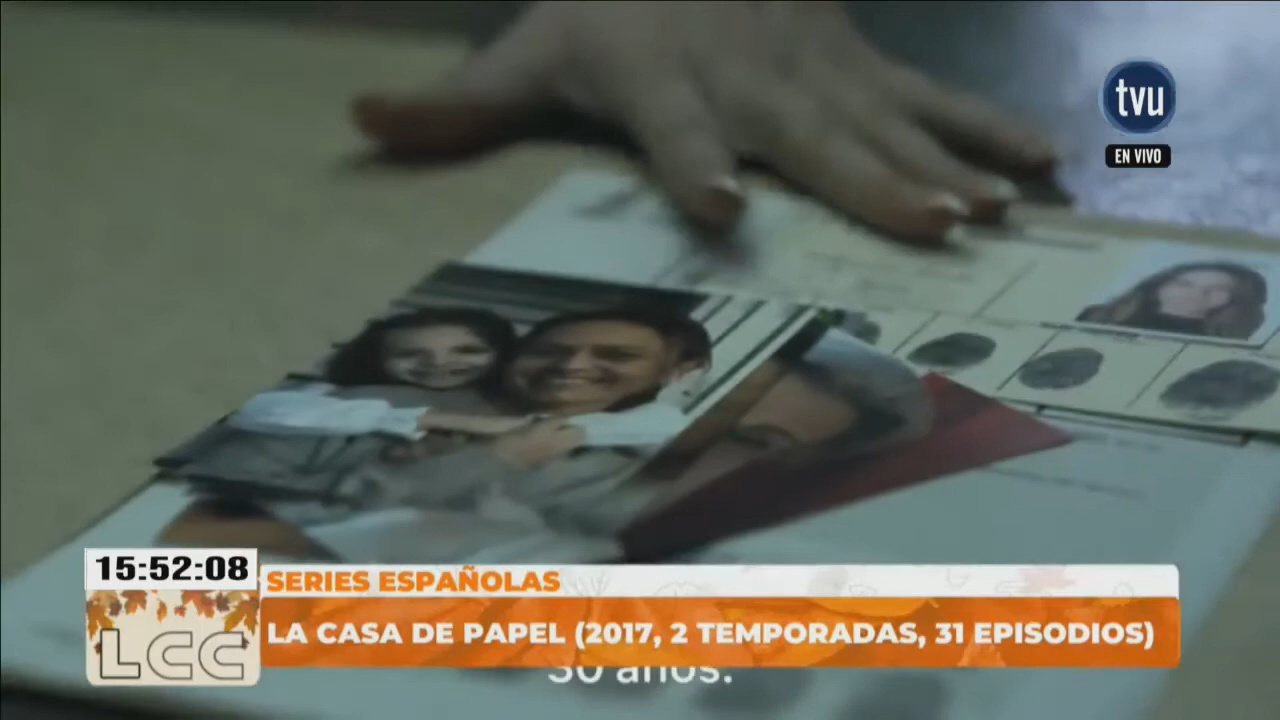 tvu
EN VIVO
15:52:08
SERIES ESPAÑOLAS
LCC
LA CASA DE PAPEL (2017, 2 TEMPORADAS, 31 EPISODIOS)
30 años.